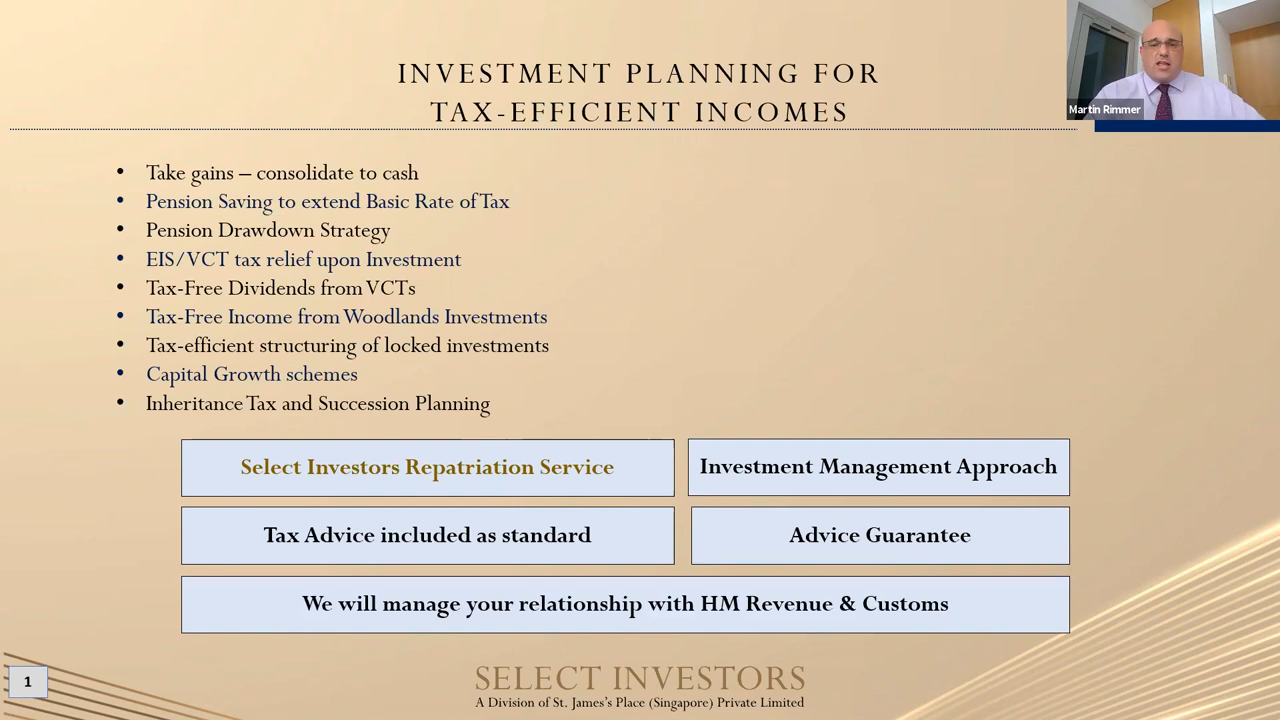 INVESTMENT PLANNING FOR
TAX-EFFICIENT INCOMES
Martin Rimmer
• Take gains – consolidate to cash
• Pension Saving to extend Basic Rate of Tax
• Pension Drawdown Strategy
• EIS/VCT tax relief upon Investment
• Tax-Free Dividends from VCTs
• Tax-Free Income from Woodlands Investments
• Tax-efficient structuring of locked investments
• Capital Growth schemes
• Inheritance Tax and Succession Planning
Select Investors Repatriation Service
Investment Management Approach
Tax Advice included as standard
Advice Guarantee
We will manage your relationship with HM Revenue & Customs
1
SELECT INVESTORS
A Division of St. James's Place (Singapore) Private Limited